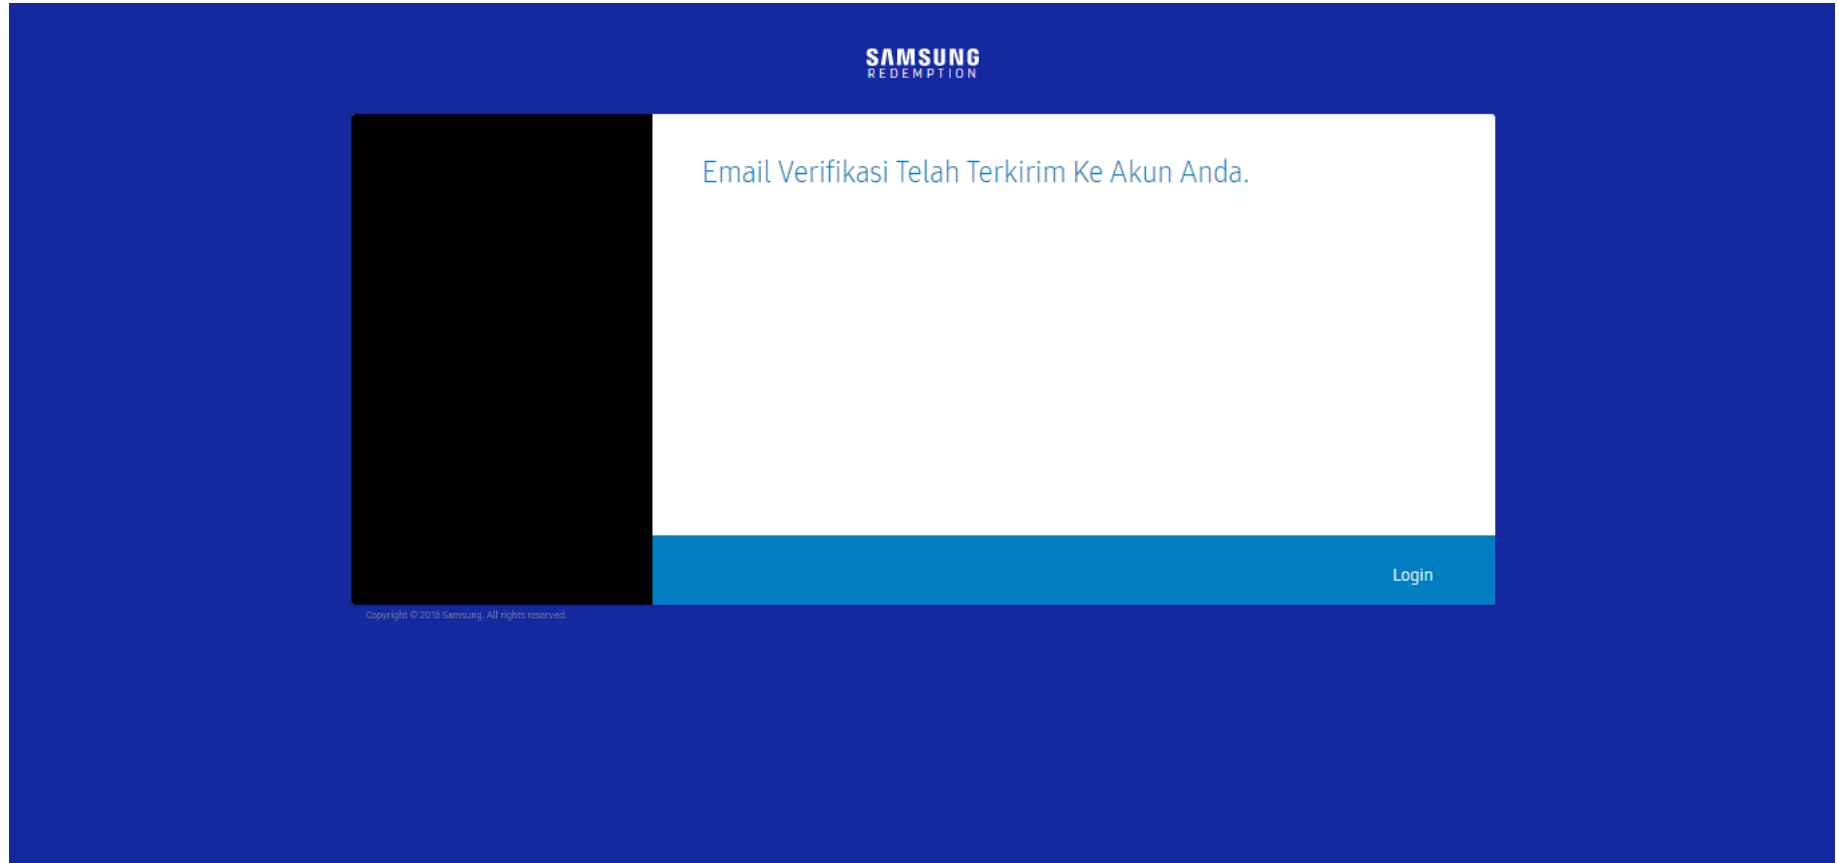 SAMSUNG
REDEMPTION
Email Verifikasi Telah Terkirim Ke Akun Anda.
Login
Copyright © 2016 Samsung. All rights reserved.